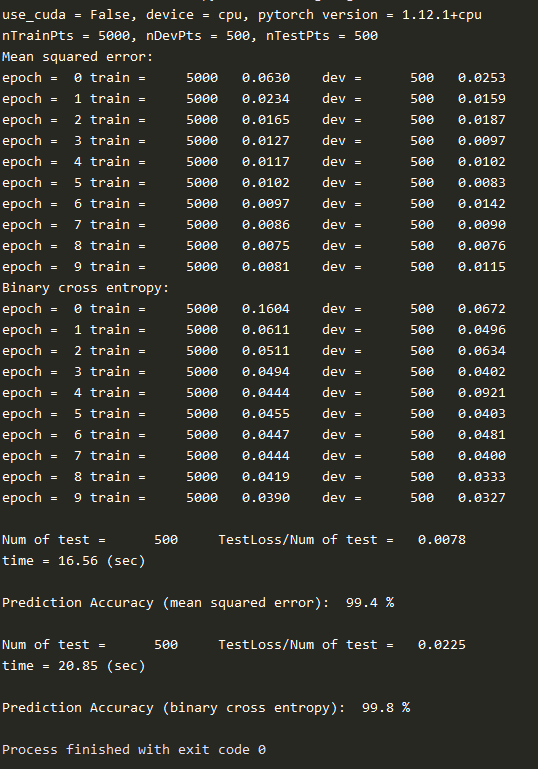 use_cuda = False, device = cpu, pytorch version = 1.12.1+cpu
nTrainPts = 5000, nDevPts = 500, nTestPts = 500
Mean squared error:
epoch =  0 train =     5000   0.0630    dev =      500   0.0253
epoch =  1 train =     5000   0.0234    dev =      500   0.0159
epoch =  2 train =     5000   0.0165    dev =      500   0.0187
epoch =  3 train =     5000   0.0127    dev =      500   0.0097
epoch =  4 train =     5000   0.0117    dev =      500   0.0102
epoch =  5 train =     5000   0.0102    dev =      500   0.0083
epoch =  6 train =     5000   0.0097    dev =      500   0.0142
epoch =  7 train =     5000   0.0086    dev =      500   0.0090
epoch =  8 train =     5000   0.0075    dev =      500   0.0076
epoch =  9 train =     5000   0.0081    dev =      500   0.0115
Binary cross entropy:
epoch =  0 train =     5000   0.1604    dev =      500   0.0672
epoch =  1 train =     5000   0.0611    dev =      500   0.0496
epoch =  2 train =     5000   0.0511    dev =      500   0.0634
epoch =  3 train =     5000   0.0494    dev =      500   0.0402
epoch =  4 train =     5000   0.0444    dev =      500   0.0921
epoch =  5 train =     5000   0.0455    dev =      500   0.0403
epoch =  6 train =     5000   0.0447    dev =      500   0.0481
epoch =  7 train =     5000   0.0444    dev =      500   0.0400
epoch =  8 train =     5000   0.0419    dev =      500   0.0333
epoch =  9 train =     5000   0.0390    dev =      500   0.0327
Num of test =      500     TestLoss/Num of test =   0.0078
time = 16.56 (sec)
Prediction Accuracy (mean squared error):  99.4 %
Num of test =      500     TestLoss/Num of test =   0.0225
time = 20.85 (sec)
Prediction Accuracy (binary cross entropy):  99.8 %
Process finished with exit code 0